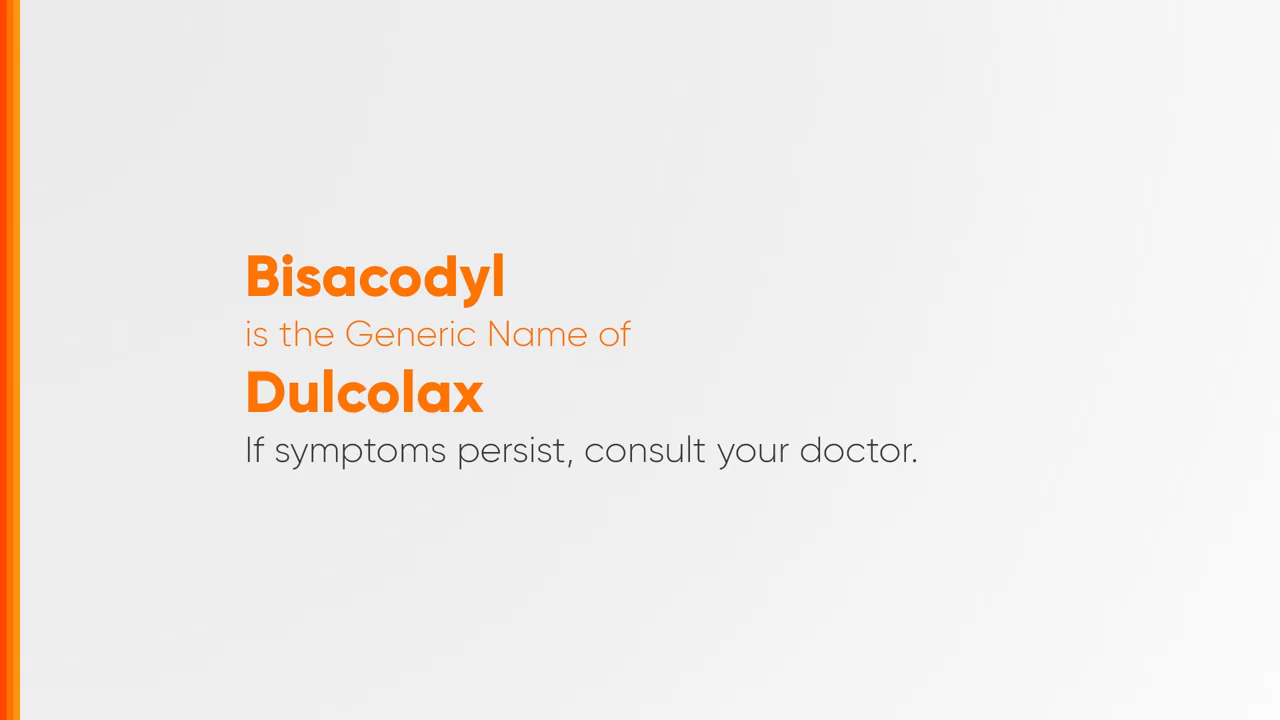 Bisacodyl
is the Generic Name of
Dulcolax
If symptoms persist, consult your doctor.